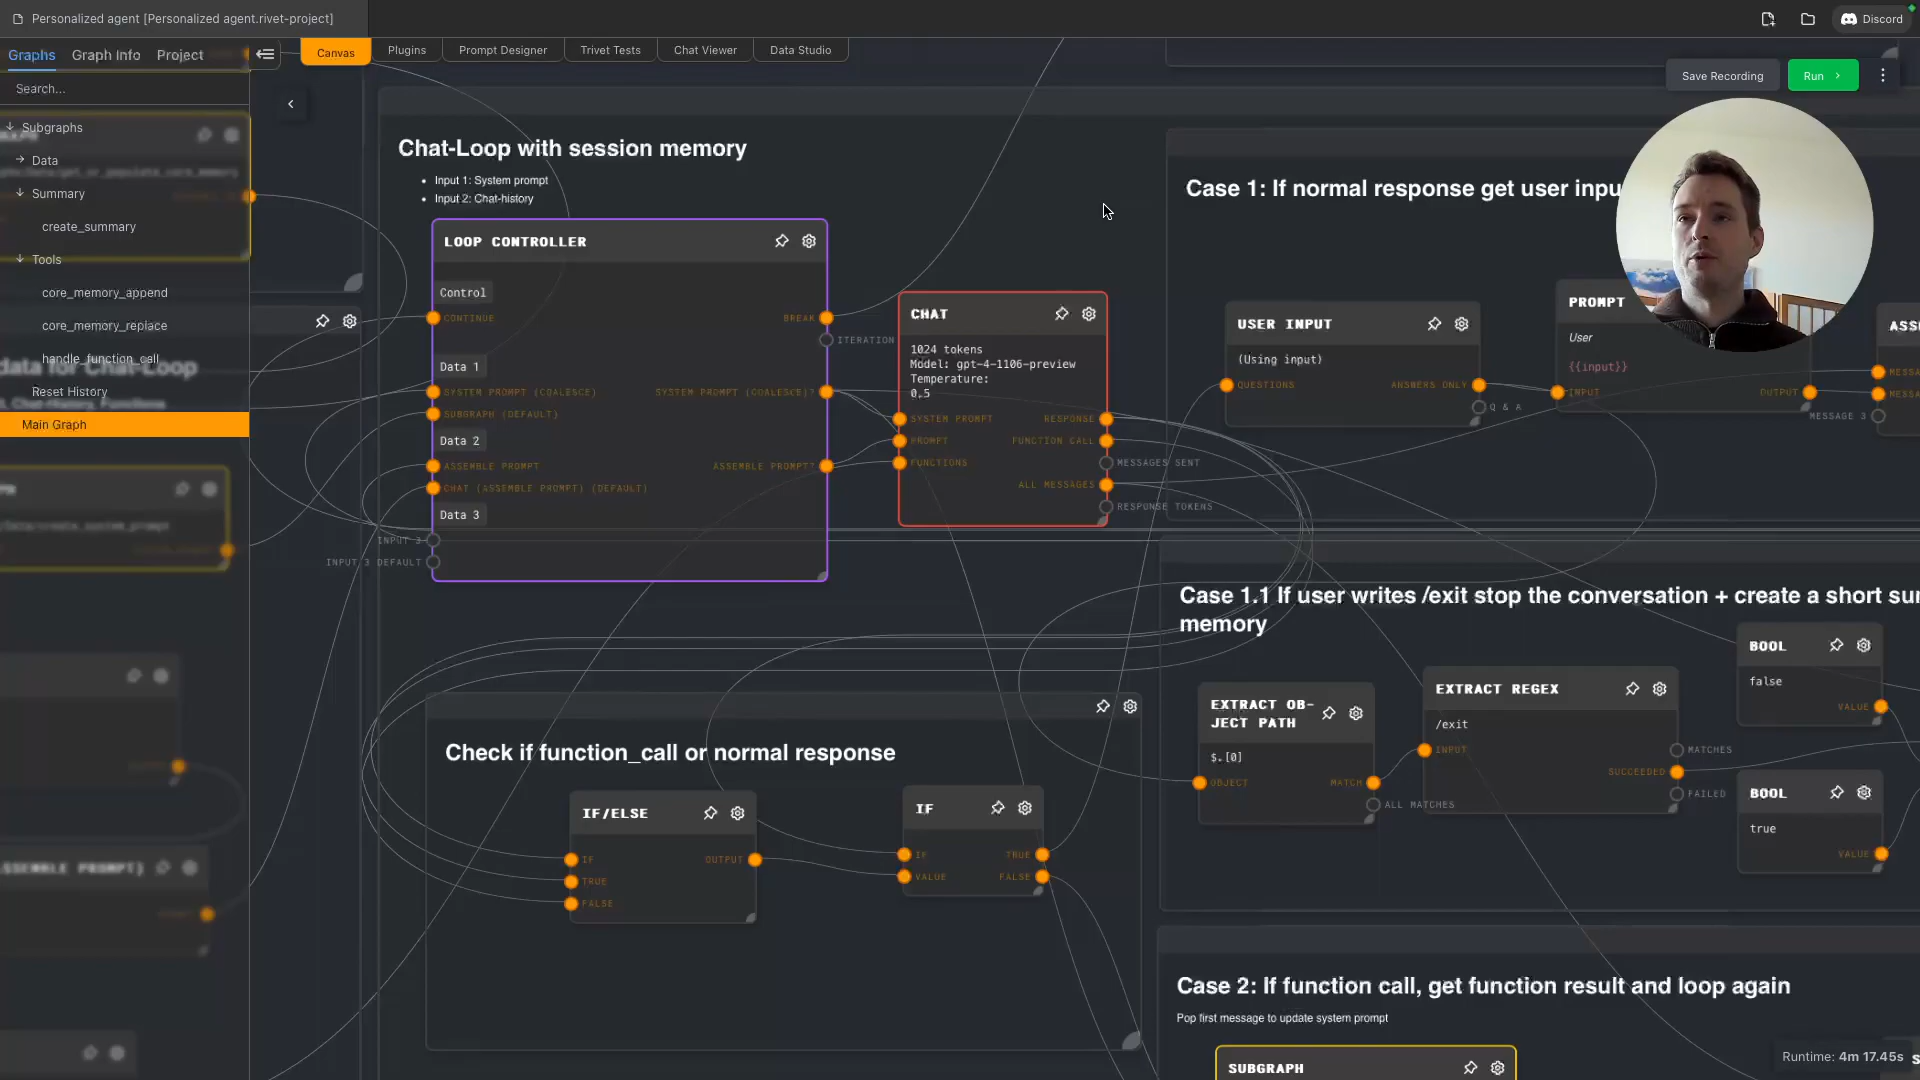 Personalized agent [Personalized agent.rivet-project]
Discord
Graphs
Graph Info
Project
Canvas
Plugins
Prompt Designer
Trivet Tests
Chat Viewer
Data Studio
Save Recording
Run
Search...
Subgraphs
Data
Summary
create_summary
Tools
core_memory_append
core_memory_replace
handle_function_call
data for Chat-Loop
Reset History
Main Graph
Chat-Loop with session memory
Input 1: System prompt
Input 2: Chat-history
LOOP CONTROLLER
Control
CONTINUE
BREAK
ITERATION
Data 1
SYSTEM PROMPT (COALESCE)
SYSTEM PROMPT (COALESCE)?
SUBGRAPH (DEFAULT)
Data 2
ASSEMBLE PROMPT
ASSEMBLE PROMPT?
CHAT (ASSEMBLE PROMPT) (DEFAULT)
Data 3
INPUT 3
INPUT 3 DEFAULT
CHAT
1024 tokens
Model: gpt-4-1106-preview
Temperature:
0.5
SYSTEM PROMPT
RESPONSE
PROMPT
FUNCTION CALL
FUNCTIONS
MESSAGES SENT
ALL MESSAGES
RESPONSE TOKENS
Case 1: If normal response get user inpu
USER INPUT
(Using input)
QUESTIONS
ANSWERS ONLY
Q & A
PROMPT
User
{{input}}
INPUT
OUTPUT
ASS
MESSA
MESSA
MESSAGE 3
Case 1.1 If user writes /exit stop the conversation + create a short sur
memory
EXTRACT OB-
JECT PATH
$.[0]
OBJECT
MATCH
ALL MATCHES
EXTRACT REGEX
/exit
INPUT
MATCHES
SUCCEEDED
FAILED
BOOL
false
VALUE
BOOL
true
VALUE
Check if function_call or normal response
IF/ELSE
IF
OUTPUT
TRUE
FALSE
IF
IF
TRUE
VALUE
FALSE
SSEMBLE PROMPT)
Case 2: If function call, get function result and loop again
Pop first message to update system prompt
SUBGRAPH
Runtime: 4m 17.45s